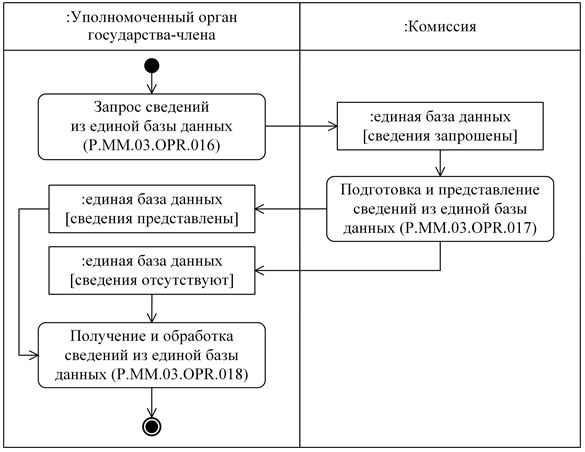 :Уполномоченный орган
государства-члена
:Комиссия
Запрос сведений
из единой базы данных
(P.MM.03.OPR.016)
:единая база данных
[сведения запрошены]
Подготовка и представление
сведений из единой базы
данных (P.MM.03.OPR.017)
:единая база данных
[сведения представлены]
:единая база данных
[сведения отсутствуют]
Получение и обработка
сведений из единой базы
данных (P.MM.03.OPR.018)